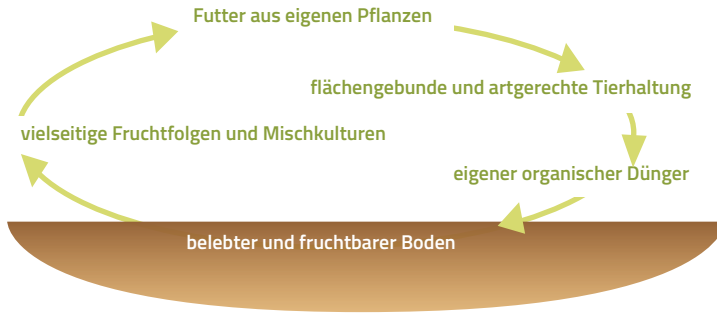 Futter aus eigenen Pflanzen
flächengebunde und artgerechte Tierhaltung
vielseitige Fruchtfolgen und Mischkulturen
eigener organischer Dünger
belebter und fruchtbarer Boden